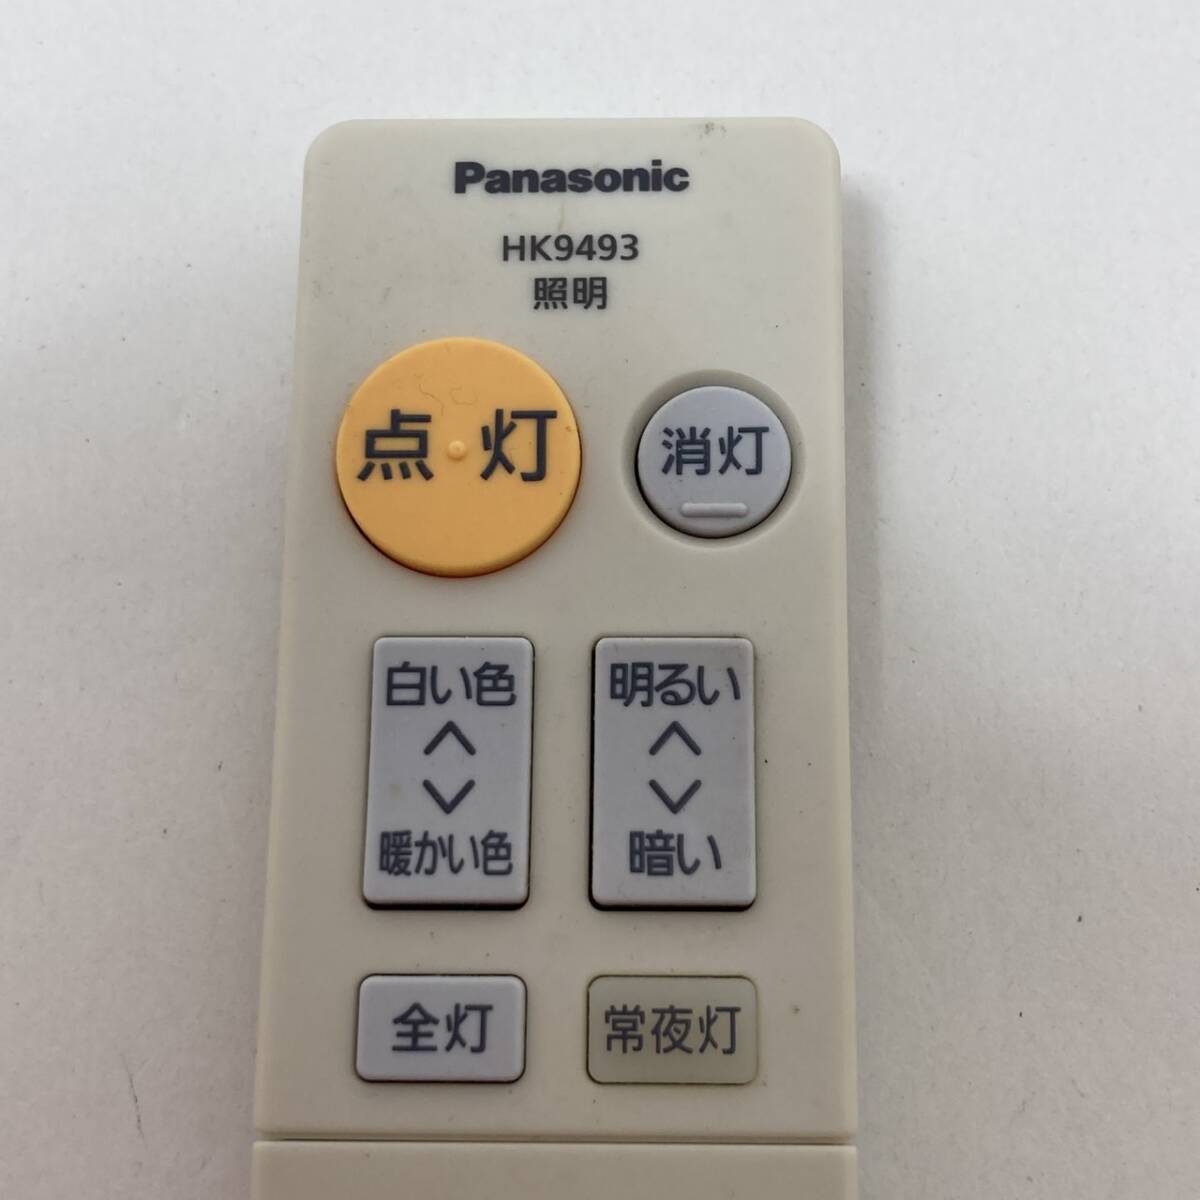 Panasonic
HK9493
照明
点灯
消灯
白い色
暖かい色
明るい
暗い
全灯
常夜灯